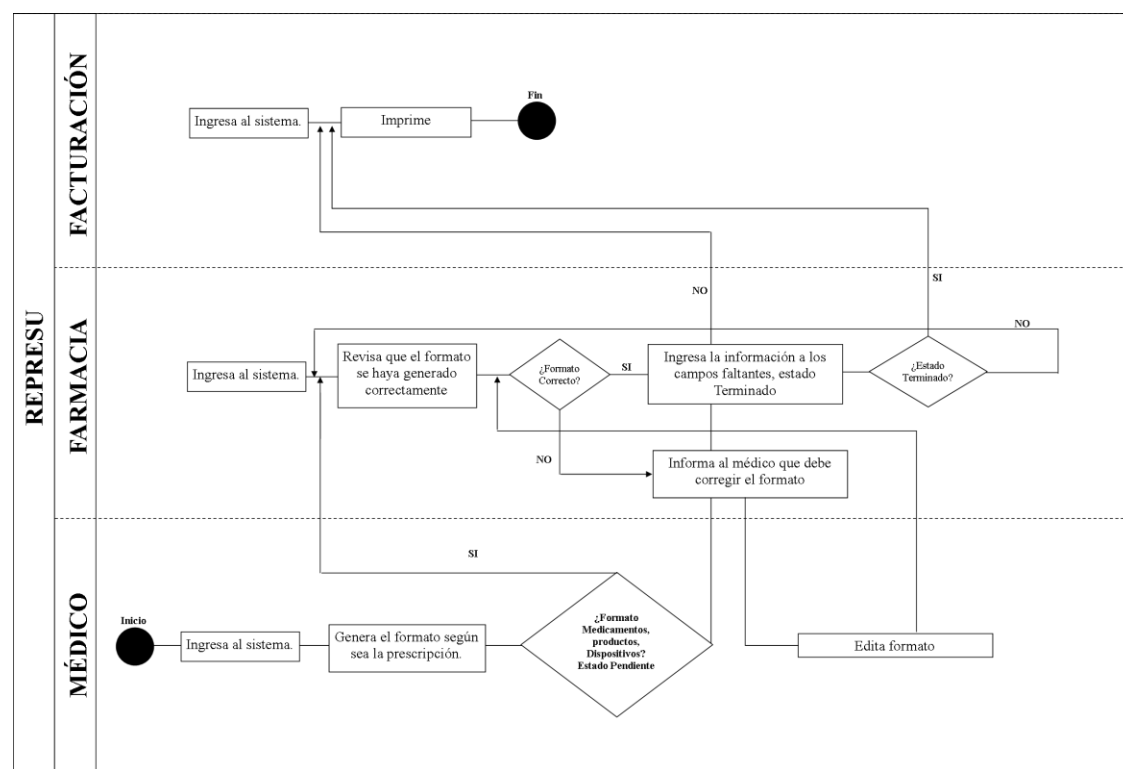 REPRESU
FACTURACIÓN
Ingresa al sistema.
Imprime
Fin
FARMACIA
SI
NO
NO
Ingresa al sistema.
Revisa que el formato
se haya generado
correctamente
¿Formato
Correcto?
SI
Ingresa la información a los
campos faltantes, estado
Terminado
¿Estado
Terminado?
NO
Informa al médico que debe
corregir el formato
MÉDICO
SI
Inicio
Ingresa al sistema.
Genera el formato según
sea la prescripción.
¿Formato
Medicamentos,
productos,
Dispositivos?
Estado Pendiente
Edita formato